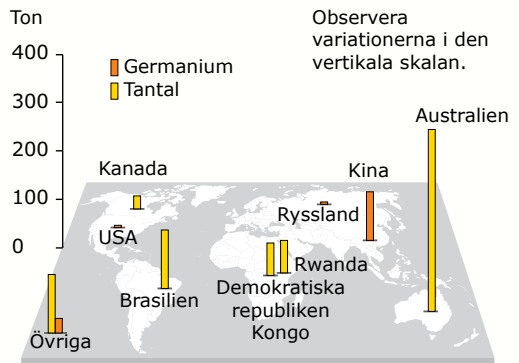 Ton
Observera
variationerna i den
vertikala skalan.
400
300
200
100
0
Germanium
Tantal
Australien
Kanada
Kina
USA
Ryssland
Rwanda
Brasilien
Demokratiska
republiken
Kongo
Övriga